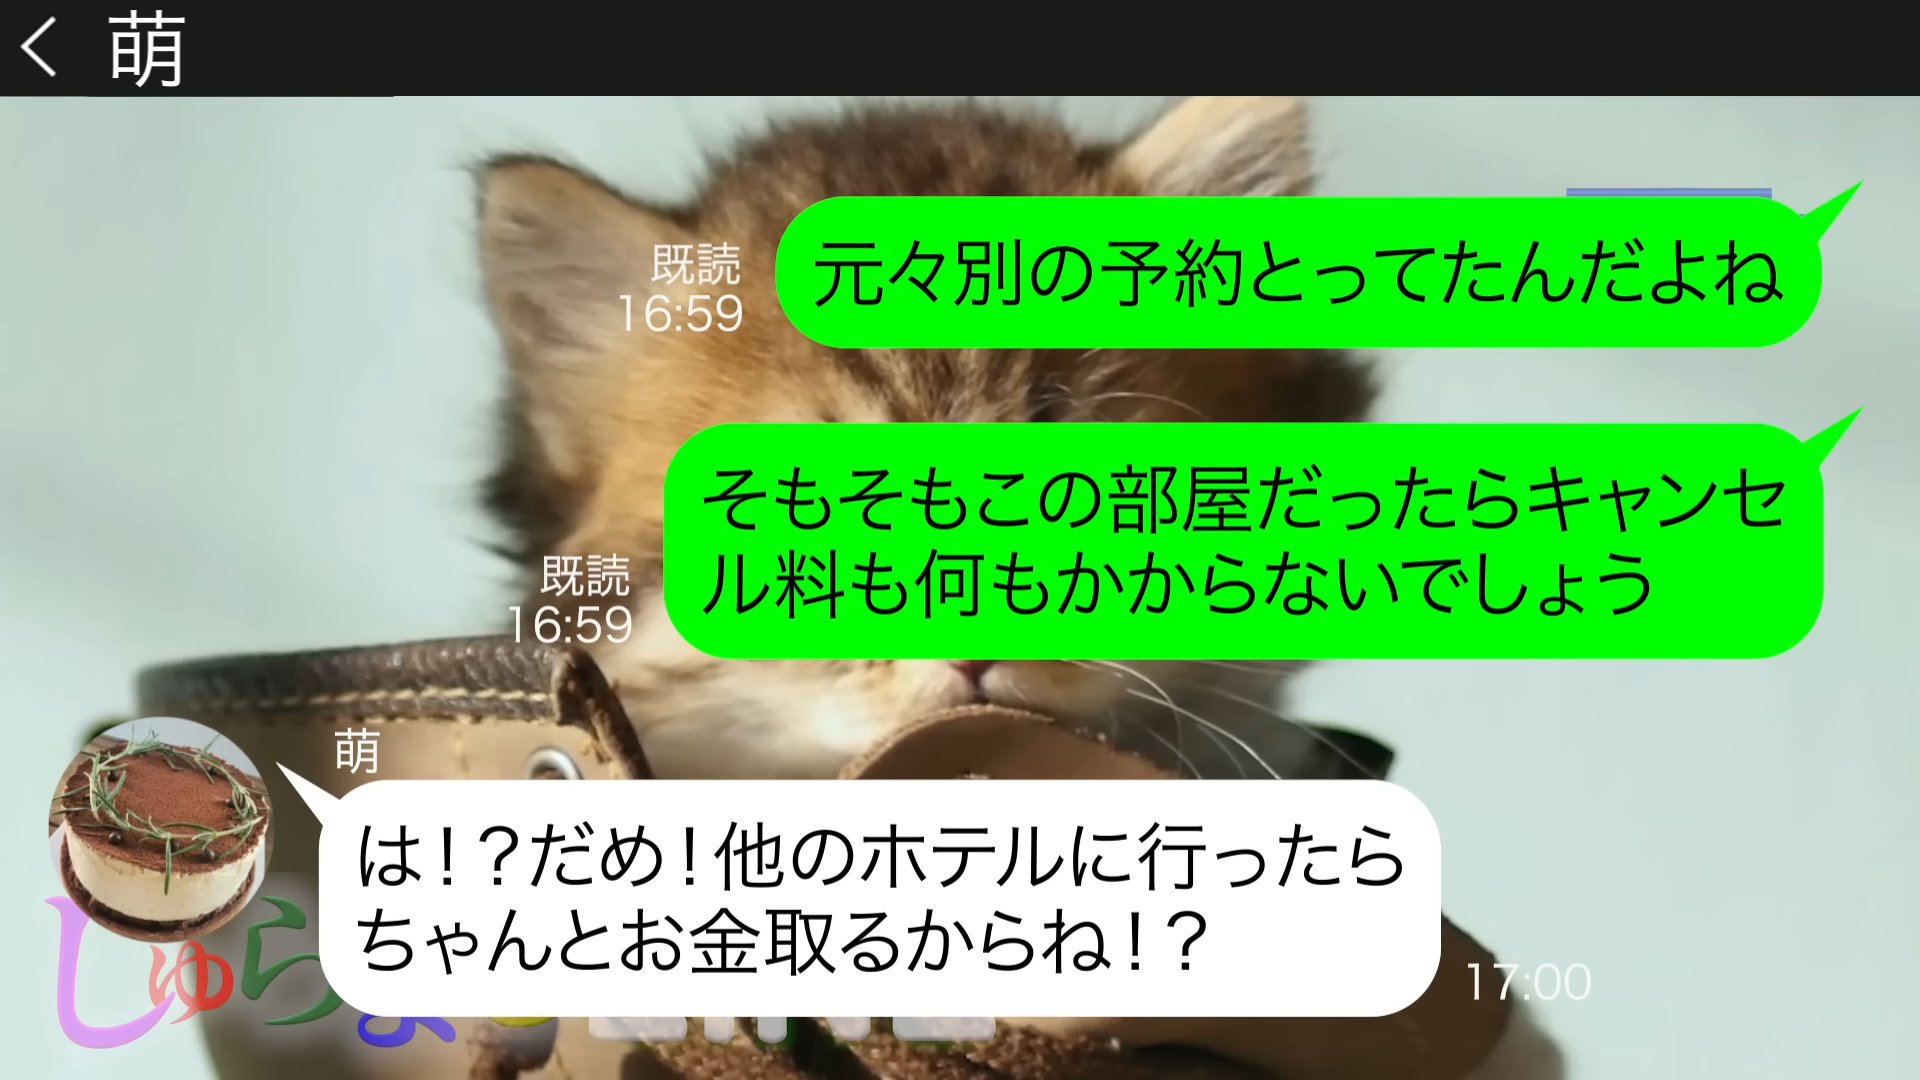 萌
元々別の予約とってたんだよね
既読
16:59
そもそもこの部屋だったらキャンセ
ル料も何もかからないでしょう
既読
16:59
萌
は！？だめ！他のホテルに行ったら
ちゃんとお金取るからね！？
17:00
しゅら